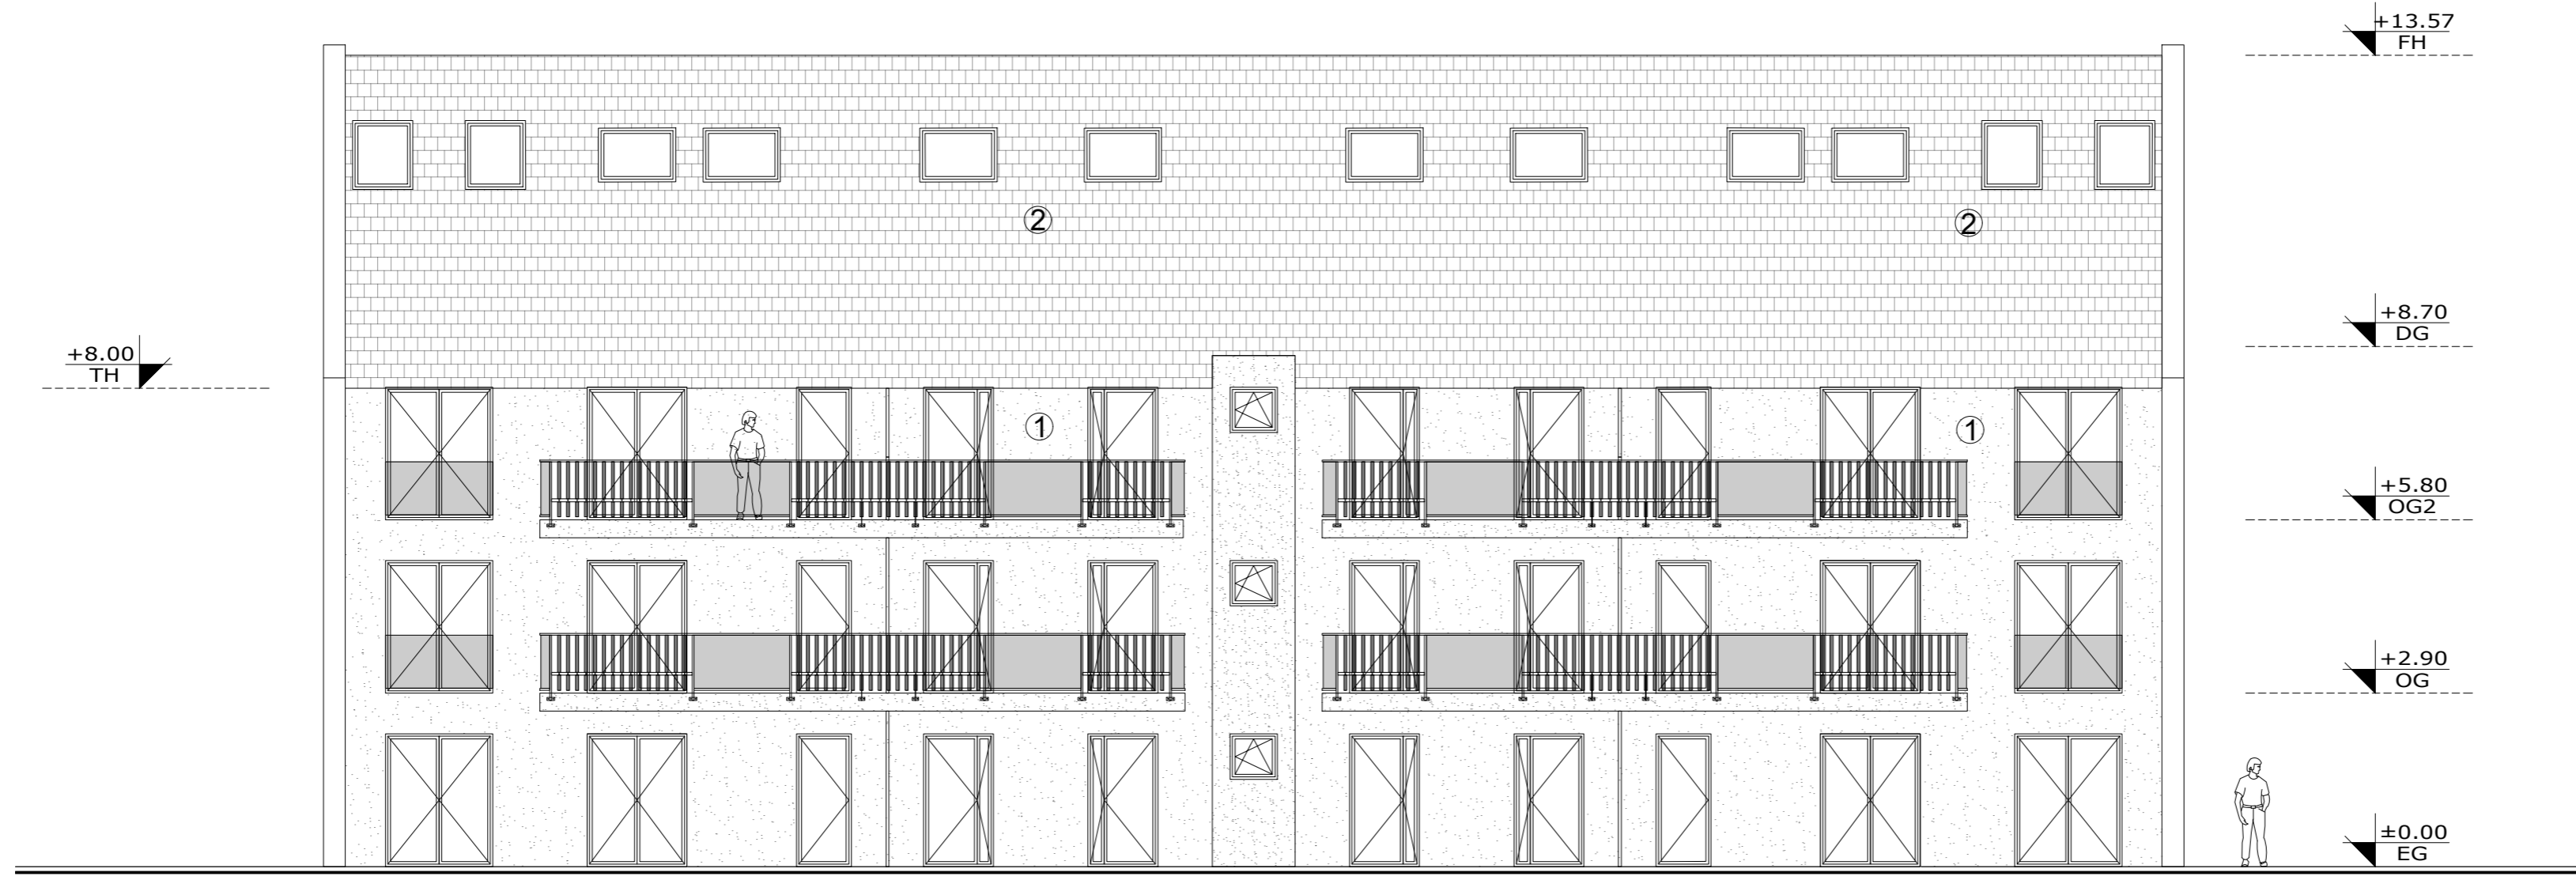 +13.57
FH
②
②
+8.70
DG
+8.00
TH
①
①
+5.80
OG2
+2.90
OG
±0.00
EG